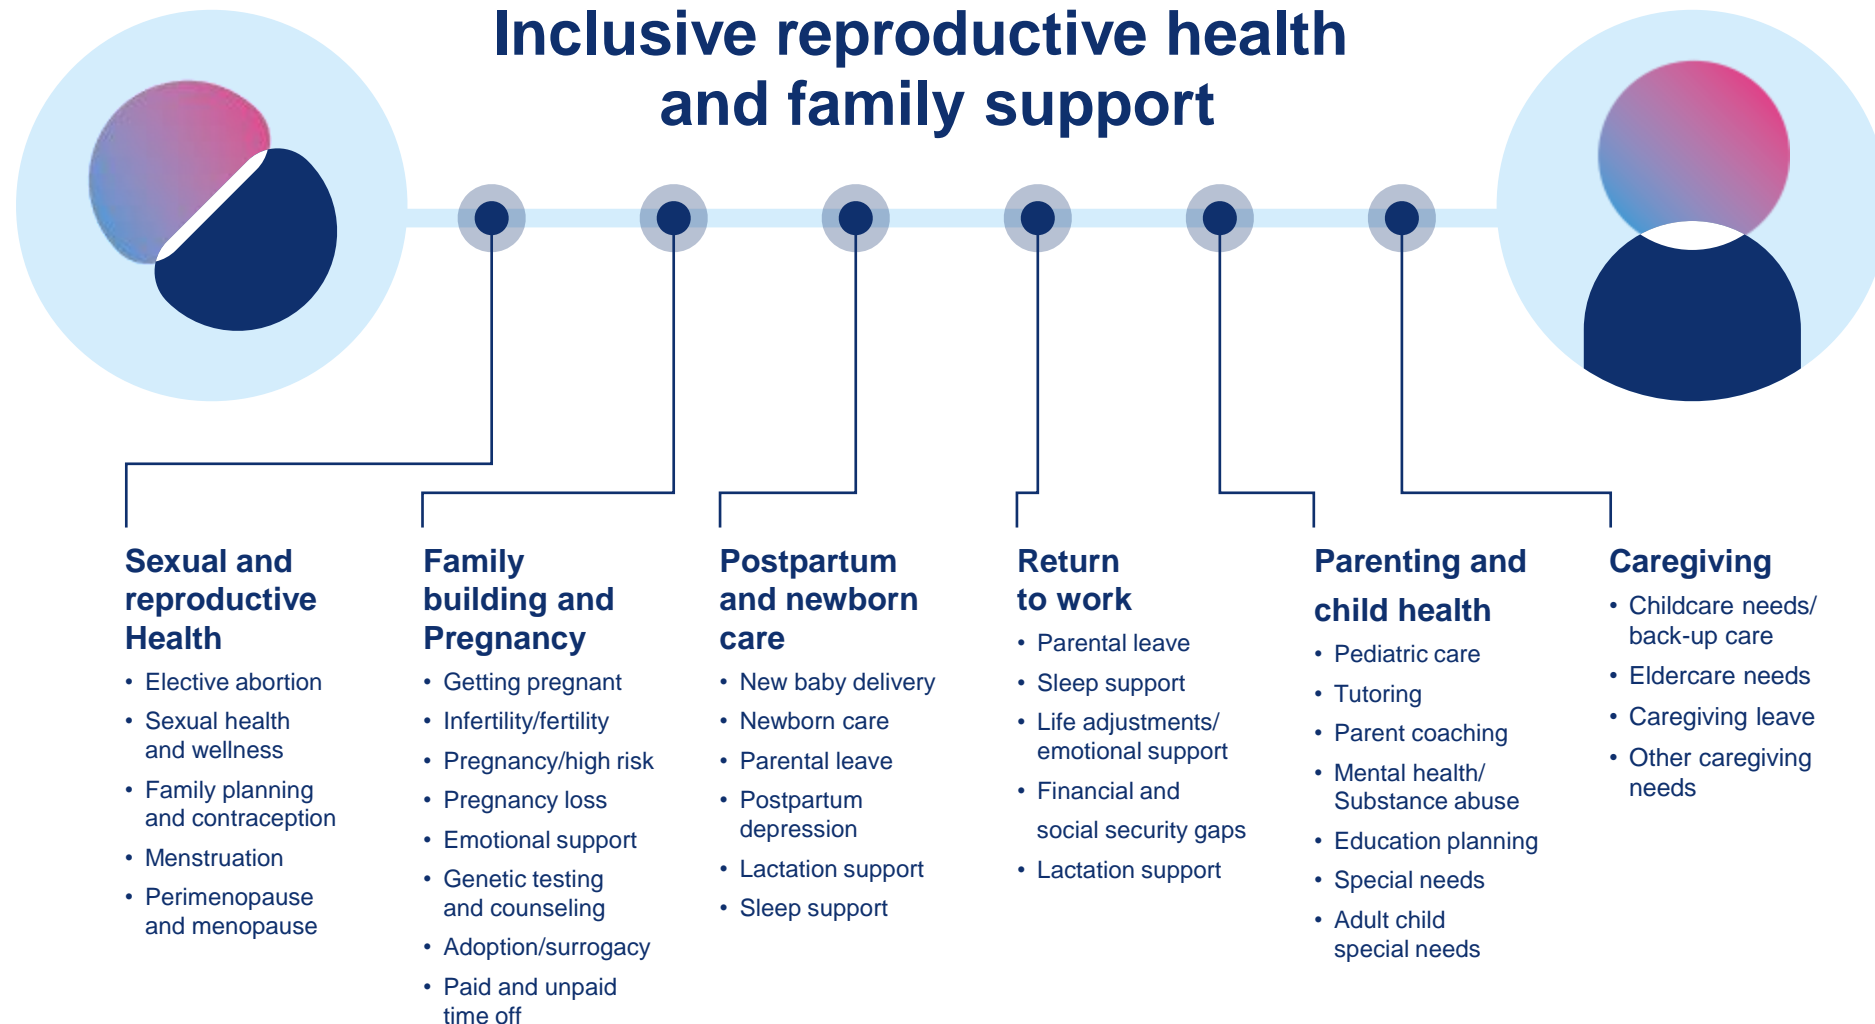 Inclusive reproductive health
and family support
Sexual and
reproductive
Health
• Elective abortion
• Sexual health
and wellness
• Family planning
and contraception
• Menstruation
• Perimenopause
and menopause
Family
building and
Pregnancy
• Getting pregnant
• Infertility/fertility
• Pregnancy/high risk
• Pregnancy loss
• Emotional support
• Genetic testing
and counseling
• Adoption/surrogacy
• Paid and unpaid
time off
Postpartum
and newborn
care
• New baby delivery
• Newborn care
• Parental leave
• Postpartum
depression
• Lactation support
• Sleep support
Return
to work
• Parental leave
• Sleep support
• Life adjustments/
emotional support
• Financial and
social security gaps
• Lactation support
Parenting and
child health
• Pediatric care
• Tutoring
• Parent coaching
• Mental health/
Substance abuse
• Education planning
• Special needs
• Adult child
special needs
Caregiving
• Childcare needs/
back-up care
• Eldercare needs
• Caregiving leave
• Other caregiving
needs